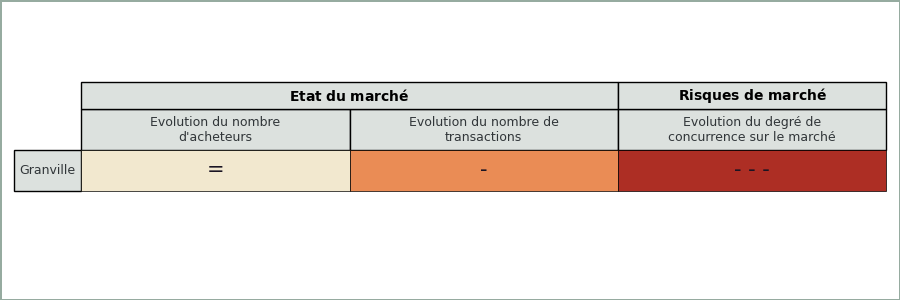 Etat du marché
Risques de marché
Evolution du nombre
d'acheteurs
Evolution du nombre de
transactions
Evolution du degré de
concurrence sur le marché
Granville
=
-
- - -